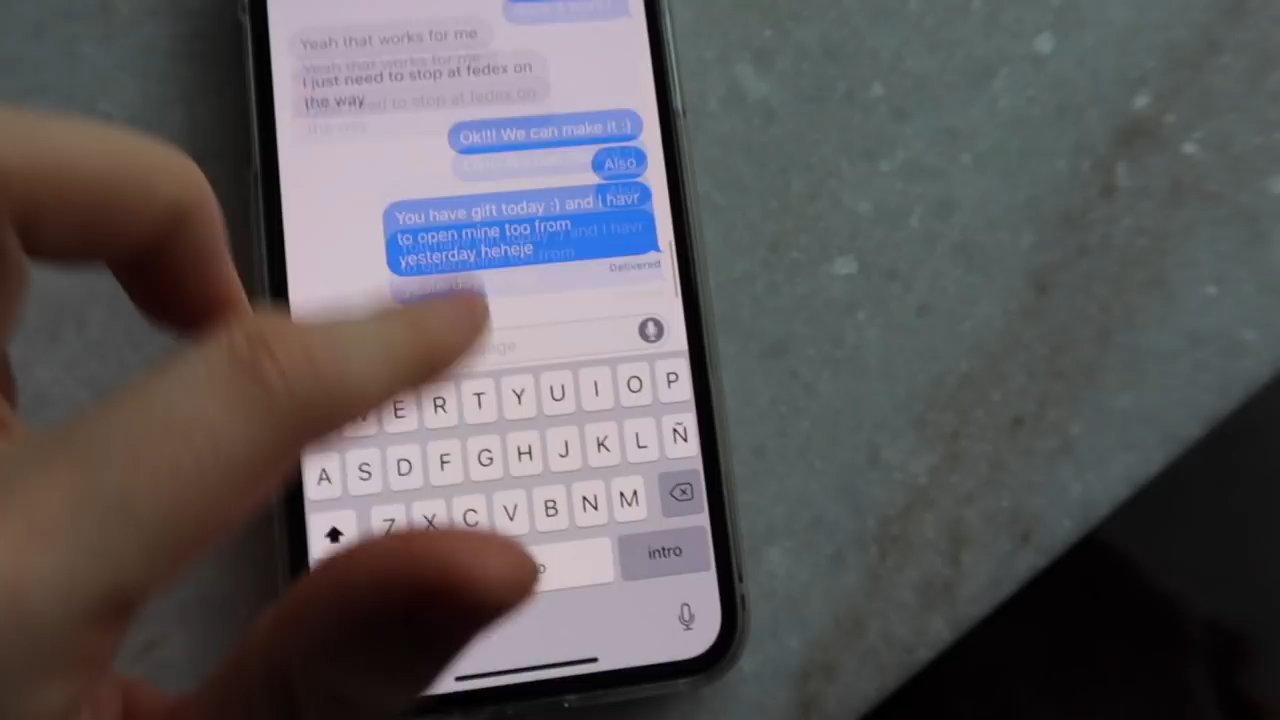 Yeah that works for me
I just need to stop at fedex on
the way
Ok!!! We can make it :)
Also
You have gift today :) and I havr
to open mine too from
yesterday heheje
Delivered
E R T Y U I O P
A S D F G H J K L Ñ
Z X C V B N M
intro